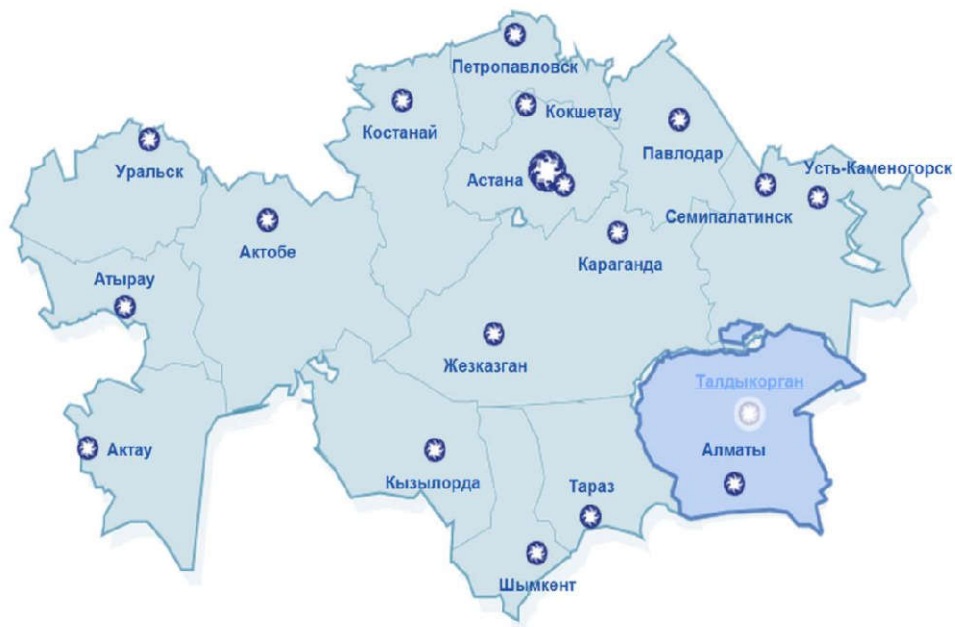 Петропавловск
Кокшетау
Костанай
Павлодар
Уральск
Усть-Каменогорск
Астана
Семипалатинск
Актобе
Караганда
Атырау
Жезказган
Талдыкорган
Актау
Алматы
Кызылорда
Тараз
Шымкент